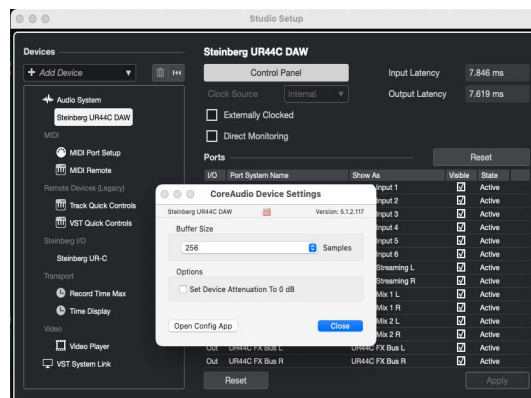 Studio Setup
Devices
+ Add Device
Audio System
Steinberg UR44C DAW
MIDI
MIDI Port Setup
MIDI Remote
Remote Devices (Legacy)
Track Quick Controls
VST Quick Controls
Steinberg I/O
Steinberg UR-C
Transport
Record Time Max
Time Display
Video
Video Player
VST System Link
Steinberg UR44C DAW
Control Panel
Input Latency 7.846 ms
Clock Source Internal
Output Latency 7.619 ms
Externally Clocked
Direct Monitoring
Ports Reset
I/O Port System Name Show As Visible State
Input 1 Active
Input 2 Active
Input 3 Active
Input 4 Active
Input 5 Active
Input 6 Active
Streaming L Active
Streaming R Active
Mix 1 L Active
Mix 1 R Active
Mix 2 L Active
Mix 2 R Active
Out UR44C FX Bus L UR44C FX Bus L Active
Out UR44C FX Bus R UR44C FX Bus R Active
Reset Apply
CoreAudio Device Settings
Steinberg UR44C DAW Version: 5.1.2.117
Buffer Size
256 Samples
Options
Set Device Attenuation To 0 dB
Open Config App Close